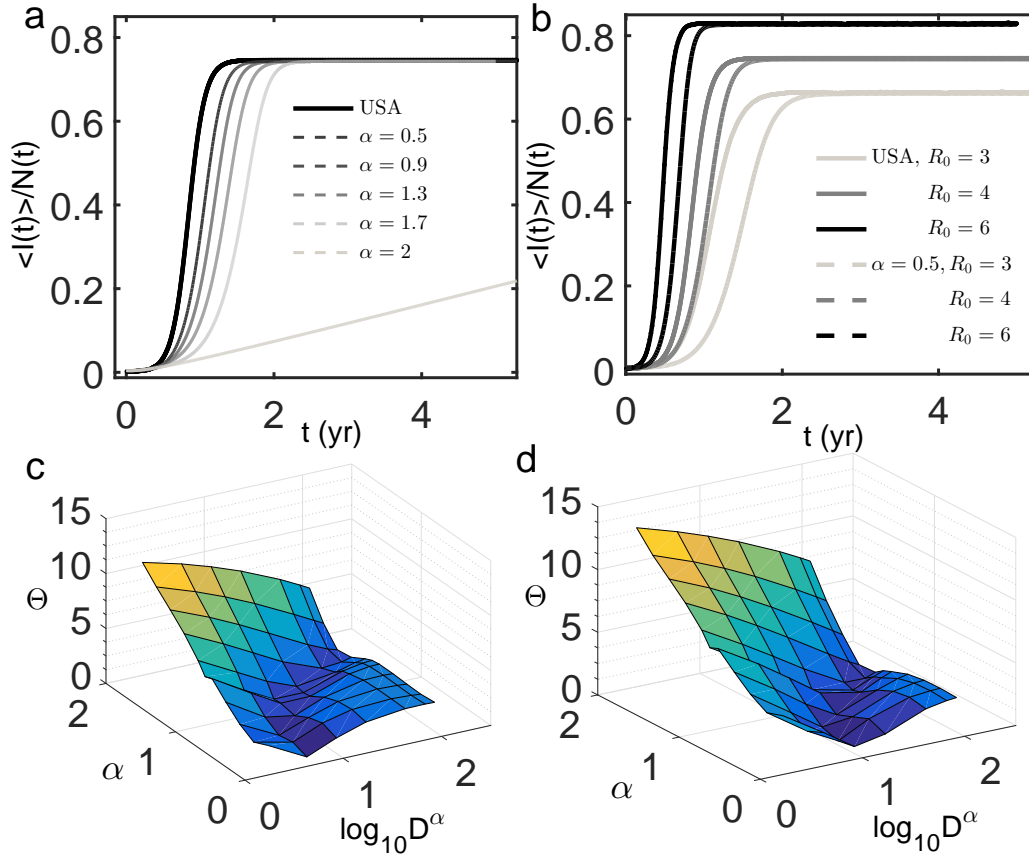 a
0.8
0.6
0.4
0.2
0
<I(t)>/N(t)
0 2 4
t (yr)
USA
α = 0.5
α = 0.9
α = 1.3
α = 1.7
α = 2
b
0.8
0.6
0.4
0.2
0
<I(t)>/N(t)
0 2 4
t (yr)
USA, R₀ = 3
R₀ = 4
R₀ = 6
α = 0.5, R₀ = 3
R₀ = 4
R₀ = 6
c
15
10
5
0
Θ
2
1
0
α
0 1 2
log₁₀D^α
d
15
10
5
0
Θ
2
1
0
α
0 1 2
log₁₀D^α